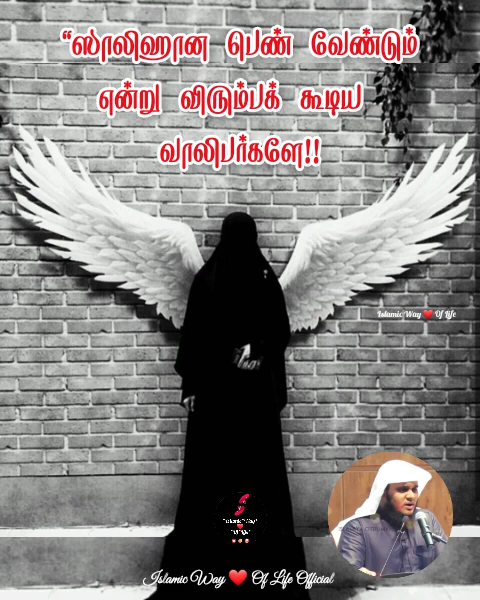 “ஸாலிஹான பெண் வேண்டும்
என்று விரும்பக் கூடிய
வாலிபர்களே!!
Islamic Way ❤️ Of Life
Islamic Way ❤️ Of Life Official